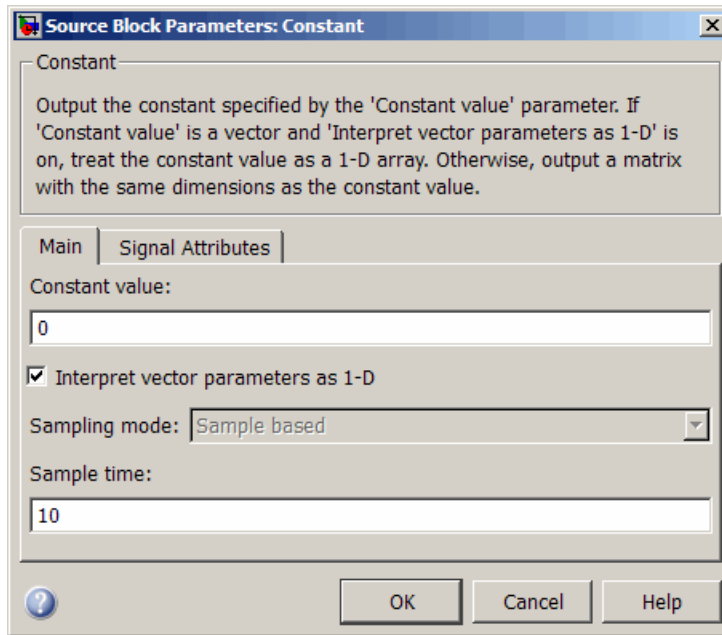 Source Block Parameters: Constant
Constant
Output the constant specified by the 'Constant value' parameter. If
'Constant value' is a vector and 'Interpret vector parameters as 1-D' is
on, treat the constant value as a 1-D array. Otherwise, output a matrix
with the same dimensions as the constant value.
Main
Signal Attributes
Constant value:
0
Interpret vector parameters as 1-D
Sampling mode: Sample based
Sample time:
10
OK
Cancel
Help